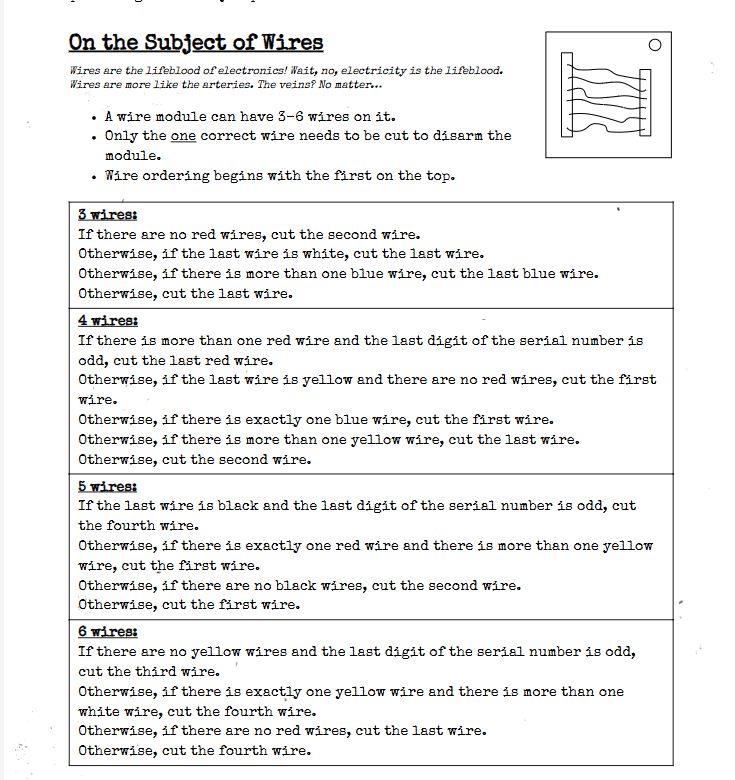 On the Subject of Wires
Wires are the lifeblood of electronics! Wait, no, electricity is the lifeblood.
Wires are more like the arteries. The veins? No matter...
• A wire module can have 3-6 wires on it.
• Only the one correct wire needs to be cut to disarm the
module.
• Wire ordering begins with the first on the top.
3 wires:
If there are no red wires, cut the second wire.
Otherwise, if the last wire is white, cut the last wire.
Otherwise, if there is more than one blue wire, cut the last blue wire.
Otherwise, cut the last wire.
4 wires:
If there is more than one red wire and the last digit of the serial number is
odd, cut the last red wire.
Otherwise, if the last wire is yellow and there are no red wires, cut the first
wire.
Otherwise, if there is exactly one blue wire, cut the first wire.
Otherwise, if there is more than one yellow wire, cut the last wire.
Otherwise, cut the second wire.
5 wires:
If the last wire is black and the last digit of the serial number is odd, cut
the fourth wire.
Otherwise, if there is exactly one red wire and there is more than one yellow
wire, cut the first wire.
Otherwise, if there are no black wires, cut the second wire.
Otherwise, cut the first wire.
6 wires:
If there are no yellow wires and the last digit of the serial number is odd,
cut the third wire.
Otherwise, if there is exactly one yellow wire and there is more than one
white wire, cut the fourth wire.
Otherwise, if there are no red wires, cut the last wire.
Otherwise, cut the fourth wire.